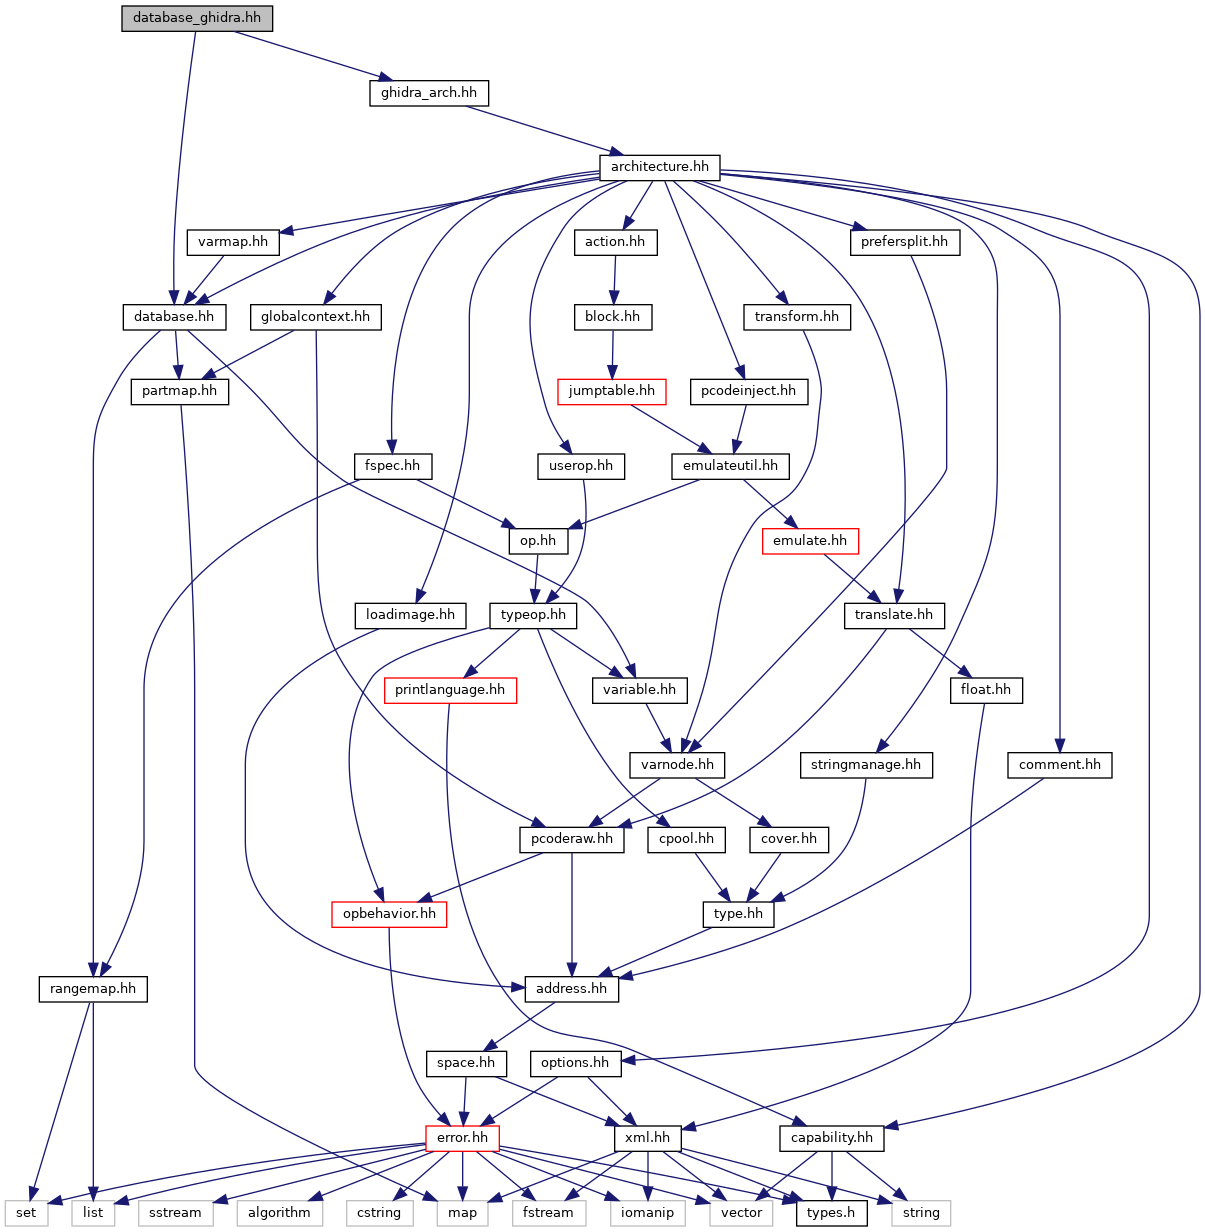 database_ghidra.hh
ghidra_arch.hh
architecture.hh
varmap.hh
action.hh
prefersplit.hh
database.hh
globalcontext.hh
block.hh
transform.hh
partmap.hh
jumptable.hh
pcodeinject.hh
fspec.hh
userop.hh
emulateutil.hh
op.hh
emulate.hh
loadimage.hh
typeop.hh
translate.hh
printlanguage.hh
variable.hh
float.hh
varnode.hh
stringmanage.hh
comment.hh
pcoderaw.hh
cpool.hh
cover.hh
opbehavior.hh
type.hh
rangemap.hh
address.hh
space.hh
options.hh
error.hh
xml.hh
capability.hh
set
list
sstream
algorithm
cstring
map
fstream
iomanip
vector
types.h
string